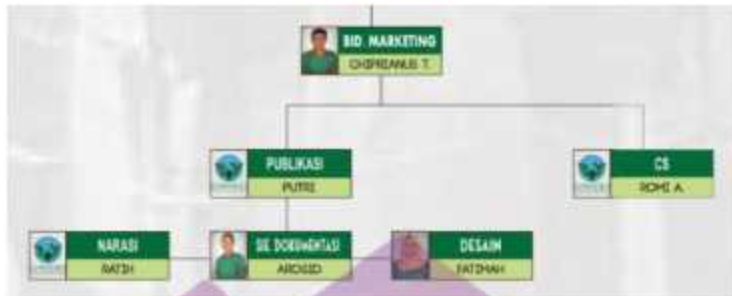 BID. MARKETING
CHIPRIANUS T.
PUBLIKASI
PUTRI
CS
ROMI A.
NARASI
RATIH
SIE DOKUMENTASI
DESAIN
FATIMAH